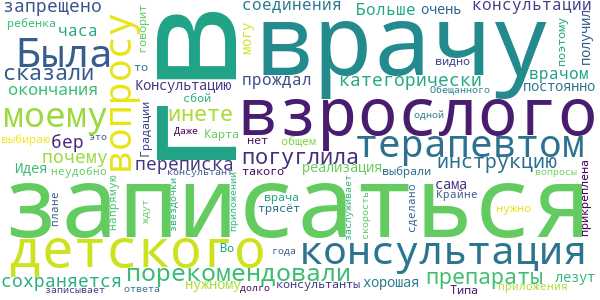 запрещено
ребенка
Была
часа
сказали
окончания
моему
выбираю
это
бер
почему
Идея
неудобно
плане
вопросу
говорит
Градации
то
Консультацию
сбой
Даже
Карта
инете
переписка
консультант
ГВ
соединения
Больше
очень
консультации
могу
врачу
видно
поэтому
получил
прождал
категорически
врачом
постоянно
Обещанного
взрослого
одной
нет
общем
терапевтом
погуглила
инструкцию
такого
реализация
выбрали
сама
вопросы
прикреплена
записаться
напрямую
ждут
звездочки
приложении
врача
трясёт
заслуживает
скорость
сделано
Крайне
нужно
детского
Во
года
консультация
порекомендовали
сохраняется
записывает
ответа
нужному
долго
консультанты
хорошая
препараты
Типа
лезут
приложения